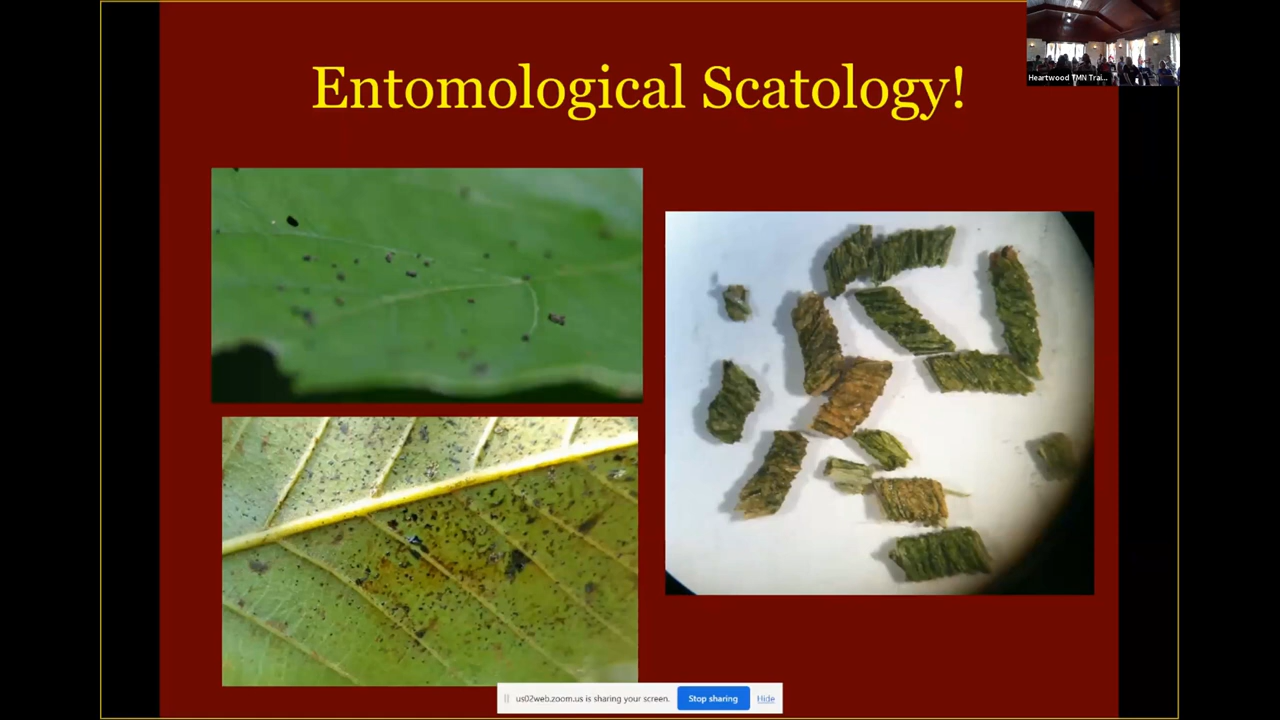 Entomological Scatology!
Heartwood TMN Trai...
us02web.zoom.us is sharing your screen.
Stop sharing
Hide